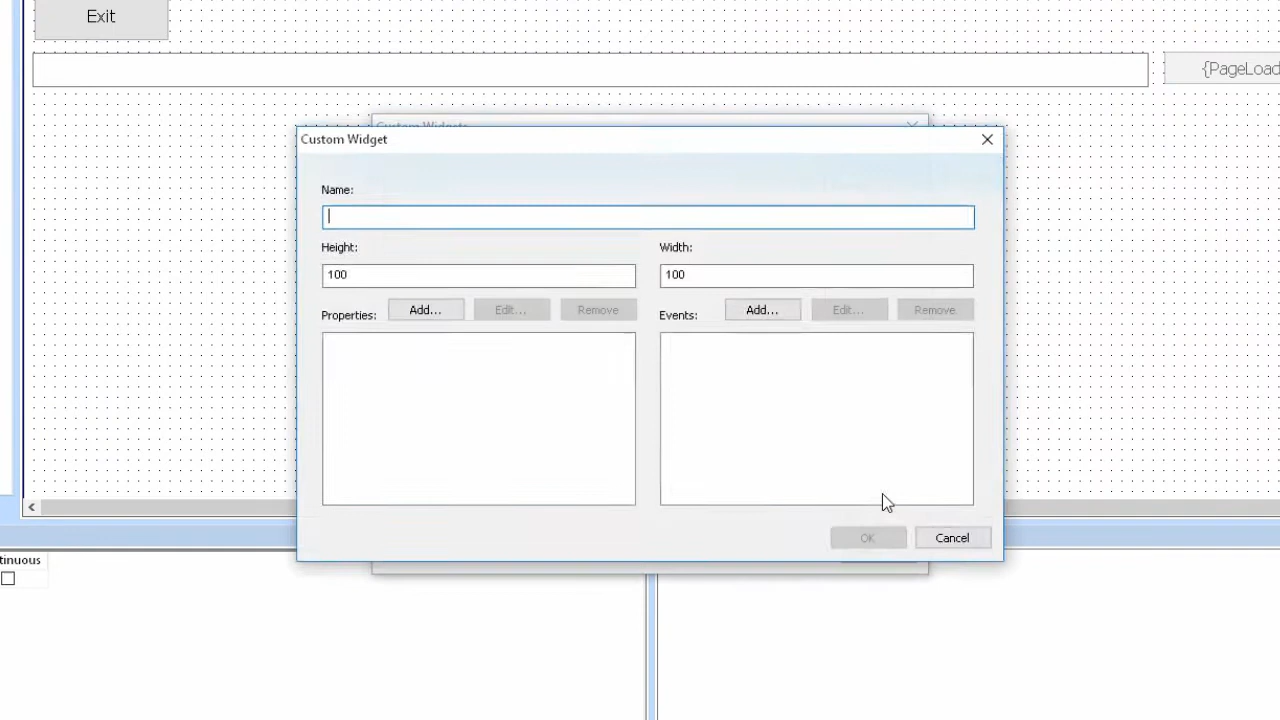 Exit
{PageLoad
Custom Widgets
Custom Widget
Name:
Height:
Width:
100
100
Properties:
Add...
Edit...
Remove
Events:
Add...
Edit...
Remove
OK
Cancel
tinuous